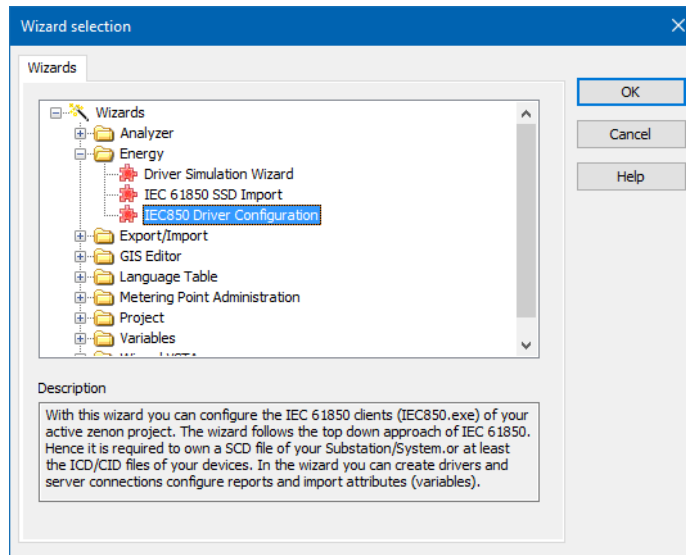 Wizard selection
Wizards
OK
Cancel
Help
Wizards
Analyzer
Energy
Driver Simulation Wizard
IEC 61850 SSD Import
IEC850 Driver Configuration
Export/Import
GIS Editor
Language Table
Metering Point Administration
Project
Variables
Description
With this wizard you can configure the IEC 61850 clients (IEC850.exe) of your
active zenon project. The wizard follows the top down approach of IEC 61850.
Hence it is required to own a SCD file of your Substation/System.or at least
the ICD/CID files of your devices. In the wizard you can create drivers and
server connections configure reports and import attributes (variables).